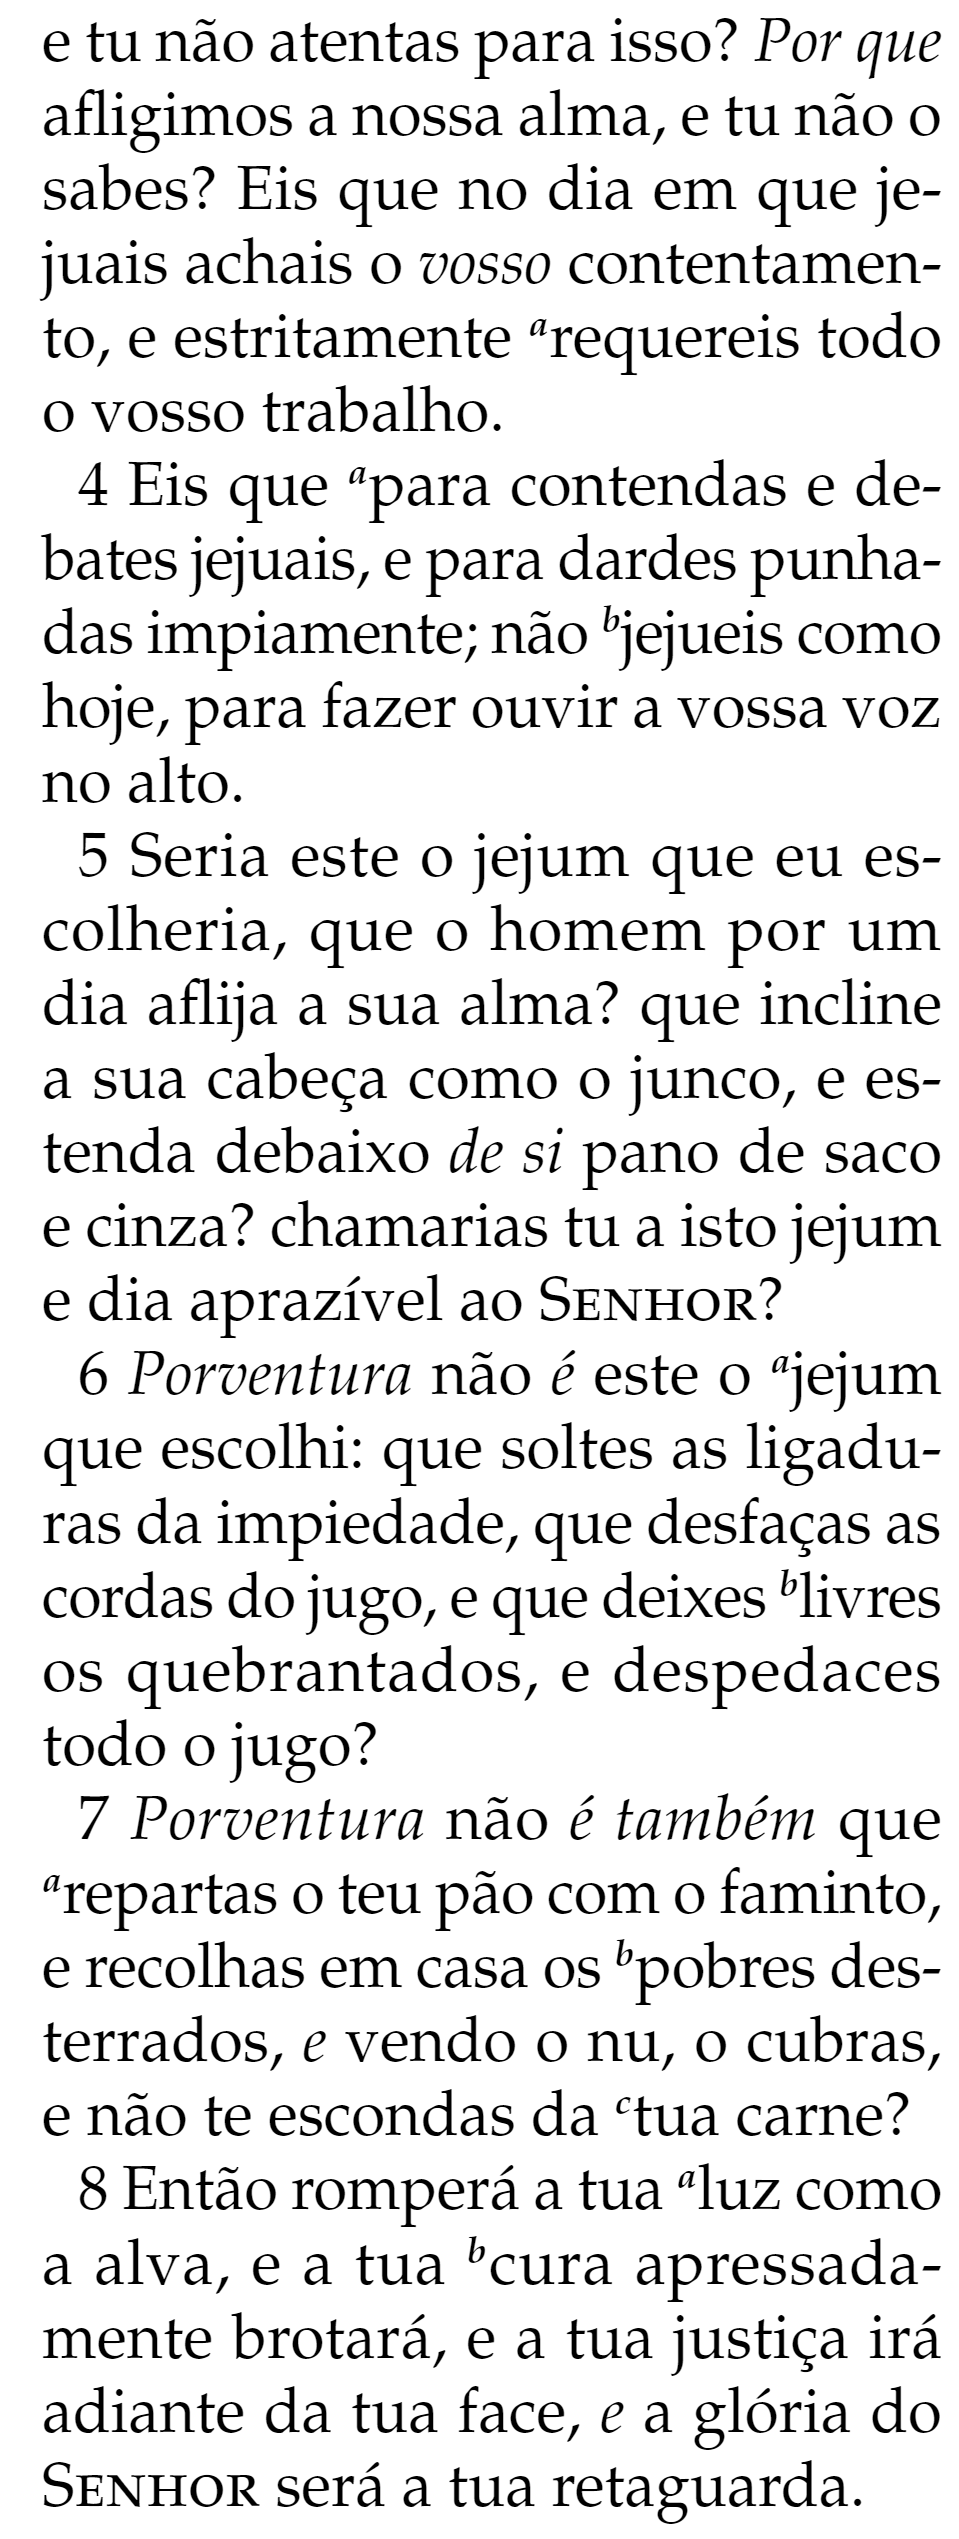 e tu não atentas para isso? Por que
afligimos a nossa alma, e tu não o
sabes? Eis que no dia em que je-
juais achais o vosso contentamen-
to, e estritamente arequereis todo
o vosso trabalho.
4 Eis que apara contendas e de-
bates jejuais, e para dardes punha-
das impiamente; não bjejueis como
hoje, para fazer ouvir a vossa voz
no alto.
5 Seria este o jejum que eu es-
colheria, que o homem por um
dia aflija a sua alma? que incline
a sua cabeça como o junco, e es-
tenda debaixo de si pano de saco
e cinza? chamarias tu a isto jejum
e dia aprazível ao SENHOR?
6 Porventura não é este o ajejum
que escolhi: que soltes as ligadu-
ras da impiedade, que desfaças as
cordas do jugo, e que deixes blivres
os quebrantados, e despedaces
todo o jugo?
7 Porventura não é também que
arepartas o teu pão com o faminto,
e recolhas em casa os bpobres des-
terrados, e vendo o nu, o cubras,
e não te escondas da ctua carne?
8 Então romperá a tua aluz como
a alva, e a tua bcura apressada-
mente brotará, e a tua justiça irá
adiante da tua face, e a glória do
SENHOR será a tua retaguarda.